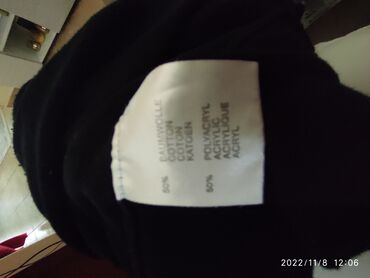 50% BAUMWOLLE
COTTON
COTON
KATOEN
50% POLYACRYL
ACRYLIC
ACRYLIQUE
ACRYL
2022/11/8 12:06